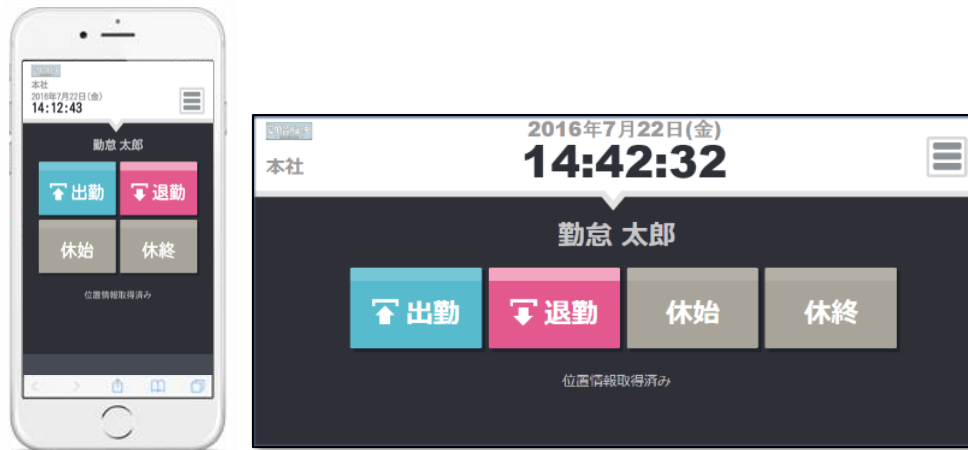 本社
2016年7月22日(金)
14:12:43
勤怠 太郎
出勤 退勤
休始 休終
位置情報取得済み
2016年7月22日(金)
本社
14:42:32
勤怠 太郎
出勤 退勤 休始 休終
位置情報取得済み